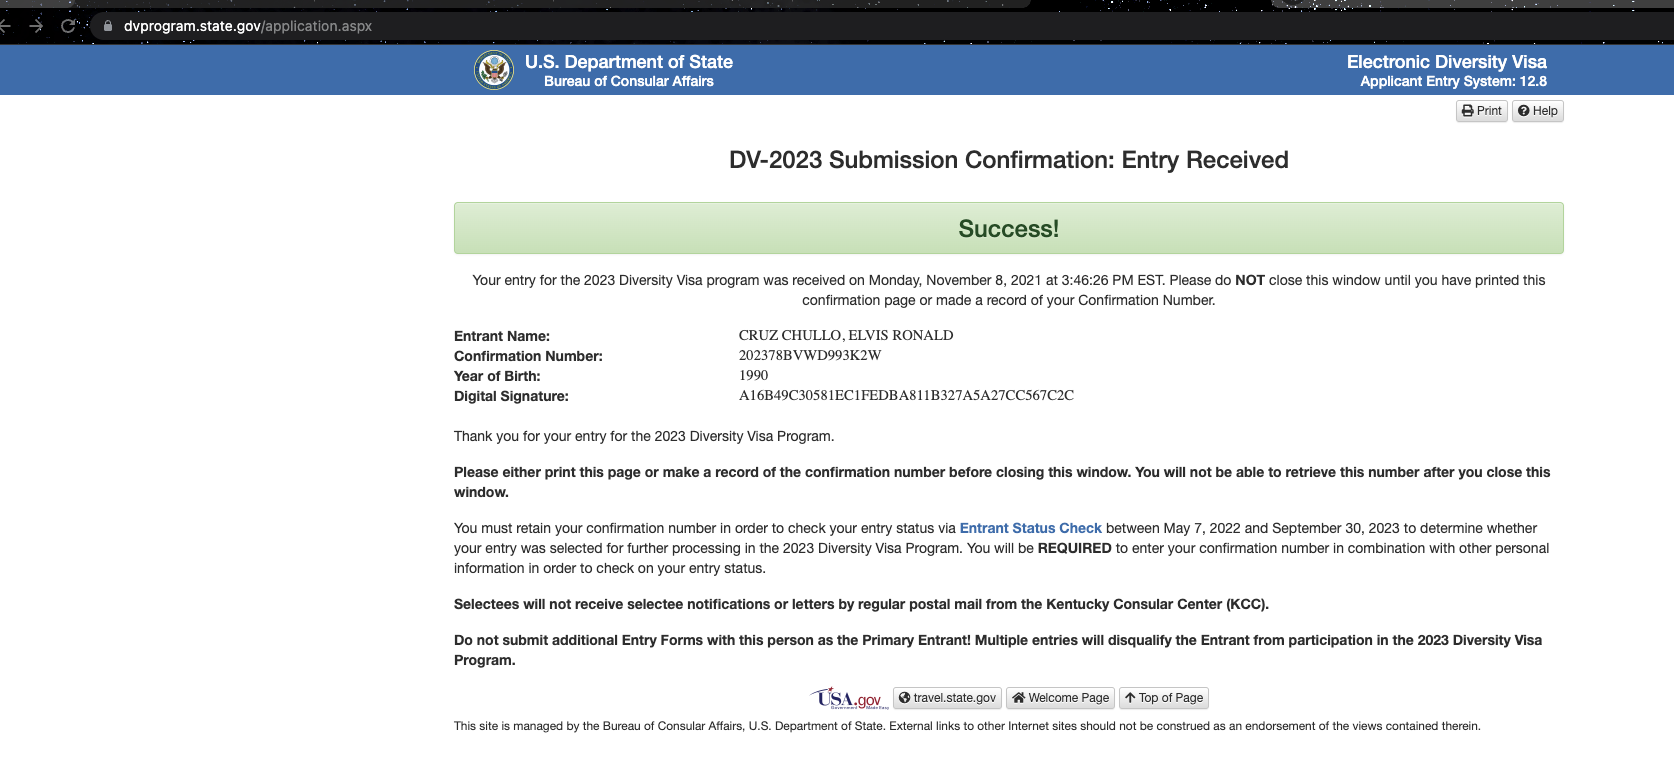 dvprogram.state.gov/application.aspx
U.S. Department of State
Bureau of Consular Affairs
Electronic Diversity Visa
Applicant Entry System: 12.8
Print Help
DV-2023 Submission Confirmation: Entry Received
Success!
Your entry for the 2023 Diversity Visa program was received on Monday, November 8, 2021 at 3:46:26 PM EST. Please do NOT close this window until you have printed this
confirmation page or made a record of your Confirmation Number.
Entrant Name: CRUZ CHULLO, ELVIS RONALD
Confirmation Number: 202378BVWD993K2W
Year of Birth: 1990
Digital Signature: A16B49C30581EC1FEDBA811B327A5A27CC567C2C
Thank you for your entry for the 2023 Diversity Visa Program.
Please either print this page or make a record of the confirmation number before closing this window. You will not be able to retrieve this number after you close this
window.
You must retain your confirmation number in order to check your entry status via Entrant Status Check between May 7, 2022 and September 30, 2023 to determine whether
your entry was selected for further processing in the 2023 Diversity Visa Program. You will be REQUIRED to enter your confirmation number in combination with other personal
information in order to check on your entry status.
Selectees will not receive selectee notifications or letters by regular postal mail from the Kentucky Consular Center (KCC).
Do not submit additional Entry Forms with this person as the Primary Entrant! Multiple entries will disqualify the Entrant from participation in the 2023 Diversity Visa
Program.
USA.gov travel.state.gov Welcome Page Top of Page
This site is managed by the Bureau of Consular Affairs, U.S. Department of State. External links to other Internet sites should not be construed as an endorsement of the views contained therein.